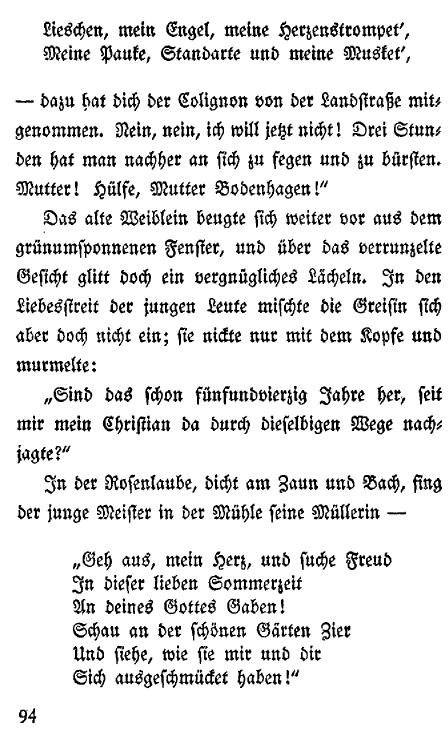 Lieschen, mein Engel, meine Herzenstrompet',
Meine Pauke, Standarte und meine Musket',
— dazu hat dich der Colignon von der Landstraße mit-
genommen. Nein, nein, ich will jetzt nicht! Drei Stun-
den hat man nachher an sich zu fegen und zu bürsten.
Mutter! Hülfe, Mutter Bodenhagen!“
Das alte Weiblein beugte sich weiter vor aus dem
grünumsponnenen Fenster, und über das verrunzelte
Gesicht glitt doch ein vergnügliches Lächeln. In den
Liebesstreit der jungen Leute mischte die Greisin sich
aber doch nicht ein; sie nickte nur mit dem Kopfe und
murmelte:
„Sind das schon fünfundvierzig Jahre her, seit
mir mein Christian da durch dieselbigen Wege nach-
jagte?“
In der Rosenlaube, dicht am Zaun und Bach, fing
der junge Meister in der Mühle seine Müllerin —
„Geh aus, mein Herz, und suche Freud
In dieser lieben Sommerzeit
An deines Gottes Gaben!
Schau an der schönen Gärten Zier
Und siehe, wie sie mir und dir
Sich ausgeschmücket haben!“
94